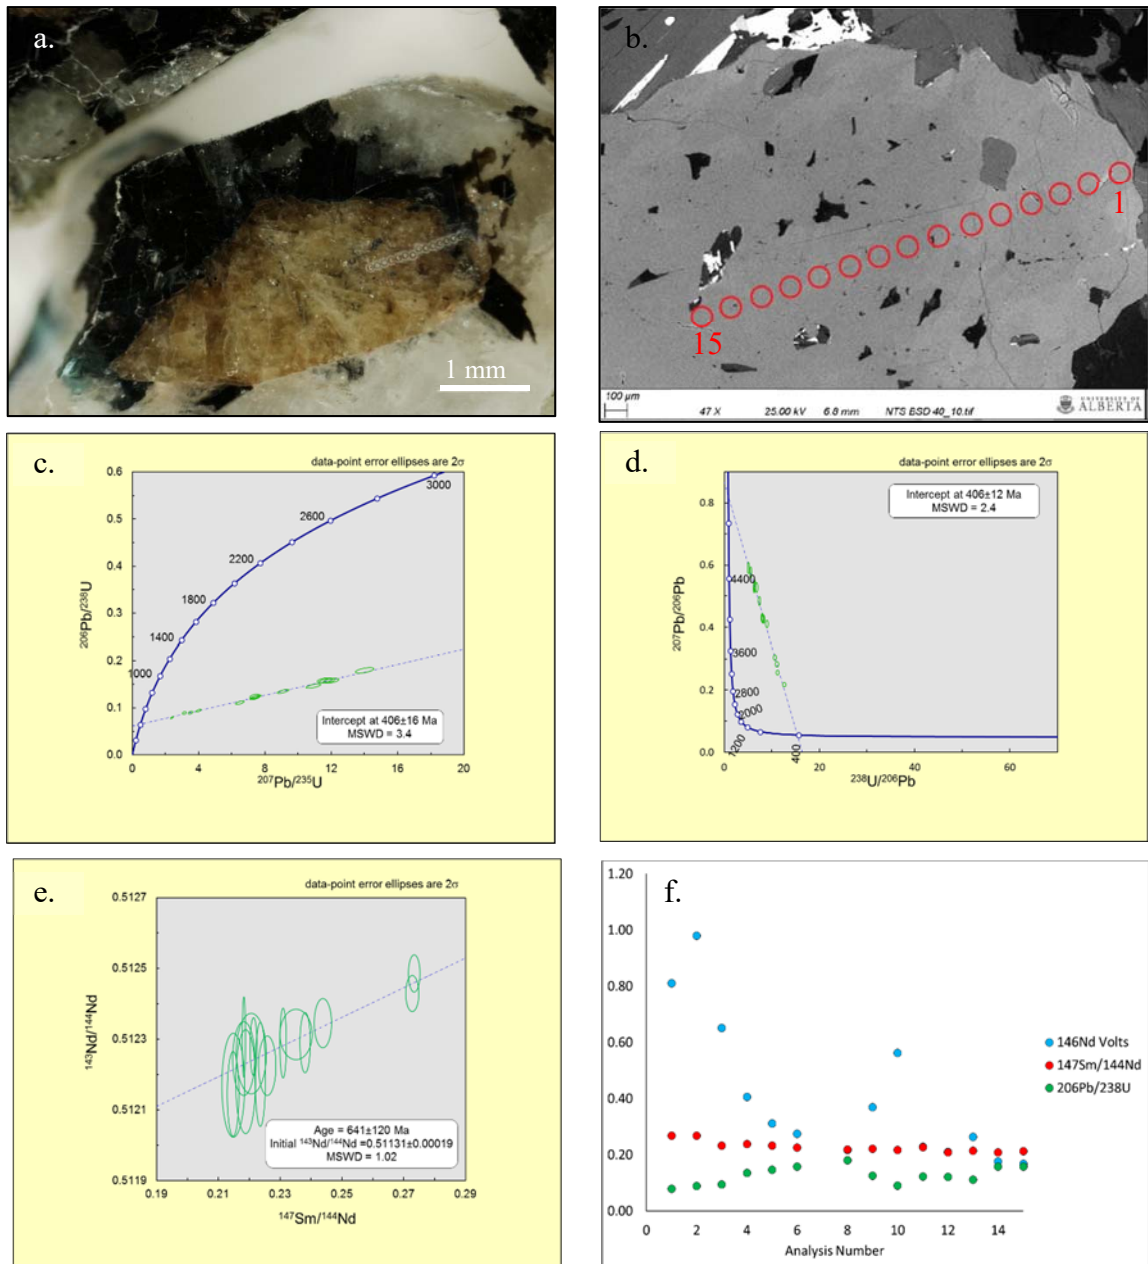 a.
1 mm
b.
1
15
100 µm
47 X 25.00 kV 6.8 mm NTS BSD 40_10.tif
UNIVERSITY OF
ALBERTA
c.
data-point error ellipses are 2σ
206Pb/238U
0.6
0.5
0.4
0.3
0.2
0.1
0.0
3000
2600
2200
1800
1400
1000
Intercept at 406±16 Ma
MSWD = 3.4
0 4 8 12 16 20
207Pb/235U
d.
data-point error ellipses are 2σ
Intercept at 406±12 Ma
MSWD = 2.4
207Pb/206Pb
0.8
0.6
0.4
0.2
0.0
4400
3600
2800
2000
1200
400
0 20 40 60
238U/206Pb
e.
data-point error ellipses are 2σ
143Nd/144Nd
0.5127
0.5125
0.5123
0.5121
0.5119
Age = 641±120 Ma
Initial 143Nd/144Nd =0.51131±0.00019
MSWD = 1.02
0.19 0.21 0.23 0.25 0.27 0.29
147Sm/144Nd
f.
1.20
1.00
0.80
0.60
0.40
0.20
0.00
0 2 4 6 8 10 12 14
Analysis Number
146Nd Volts
147Sm/144Nd
206Pb/238U